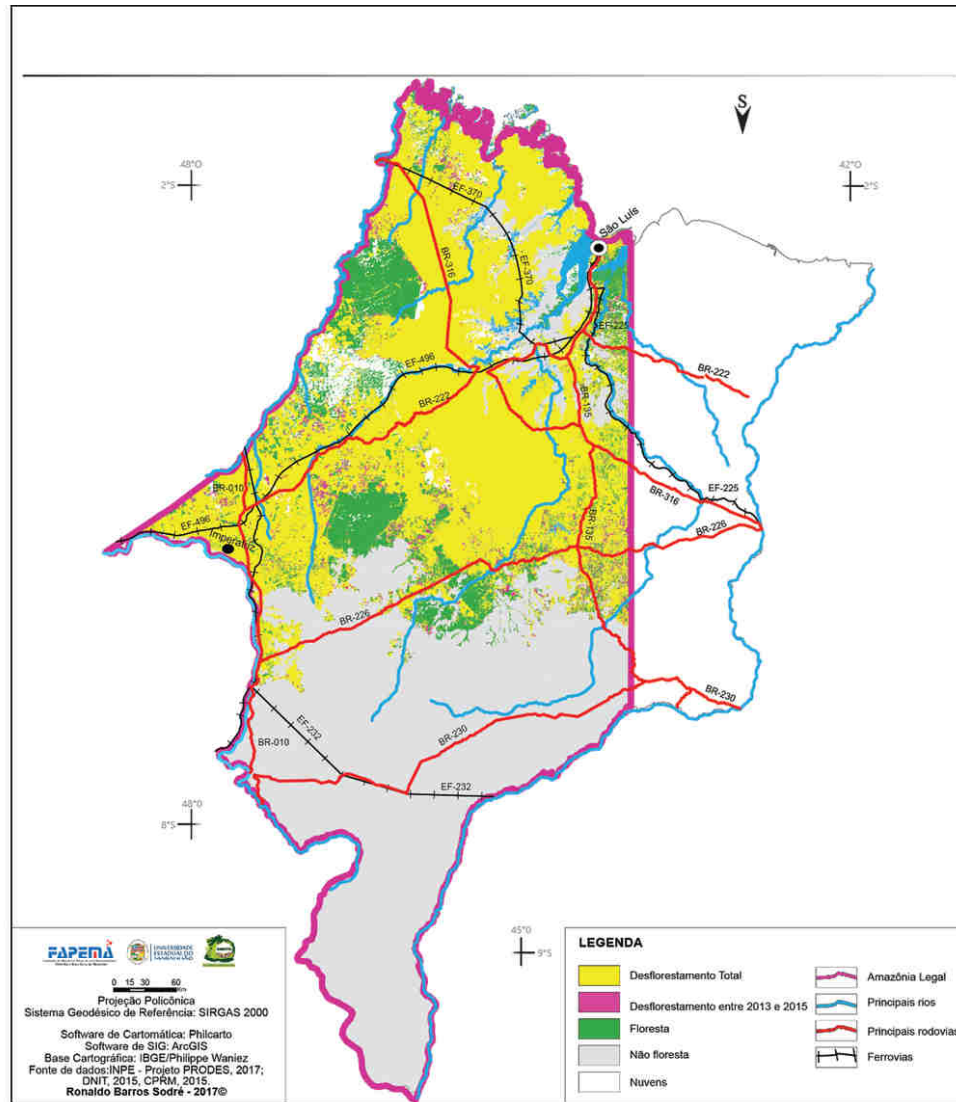 S
48°O
2°S
42°O
2°S
EF-370
São Luís
BR-316
EF-370
EF-225
EF-496
BR-222
BR-222
BR-135
EF-225
BR-316
BR-010
BR-226
EF-496
BR-135
Imperatriz
BR-226
BR-230
EF-232
BR-230
BR-010
EF-232
48°O
8°S
45°O
9°S
FAPEMA
UNIVERSIDADE
ESTADUAL DO
MARANHÃO
0 15 30 60
Km
Projeção Policônica
Sistema Geodésico de Referência: SIRGAS 2000
Software de Cartomática: Philcarto
Software de SIG: ArcGIS
Base Cartográfica: IBGE/Philippe Waniez
Fonte de dados:INPE - Projeto PRODES, 2017;
DNIT, 2015, CPRM, 2015.
Ronaldo Barros Sodré - 2017©
LEGENDA
Desflorestamento Total
Desflorestamento entre 2013 e 2015
Floresta
Não floresta
Nuvens
Amazônia Legal
Principais rios
Principais rodovias
Ferrovias